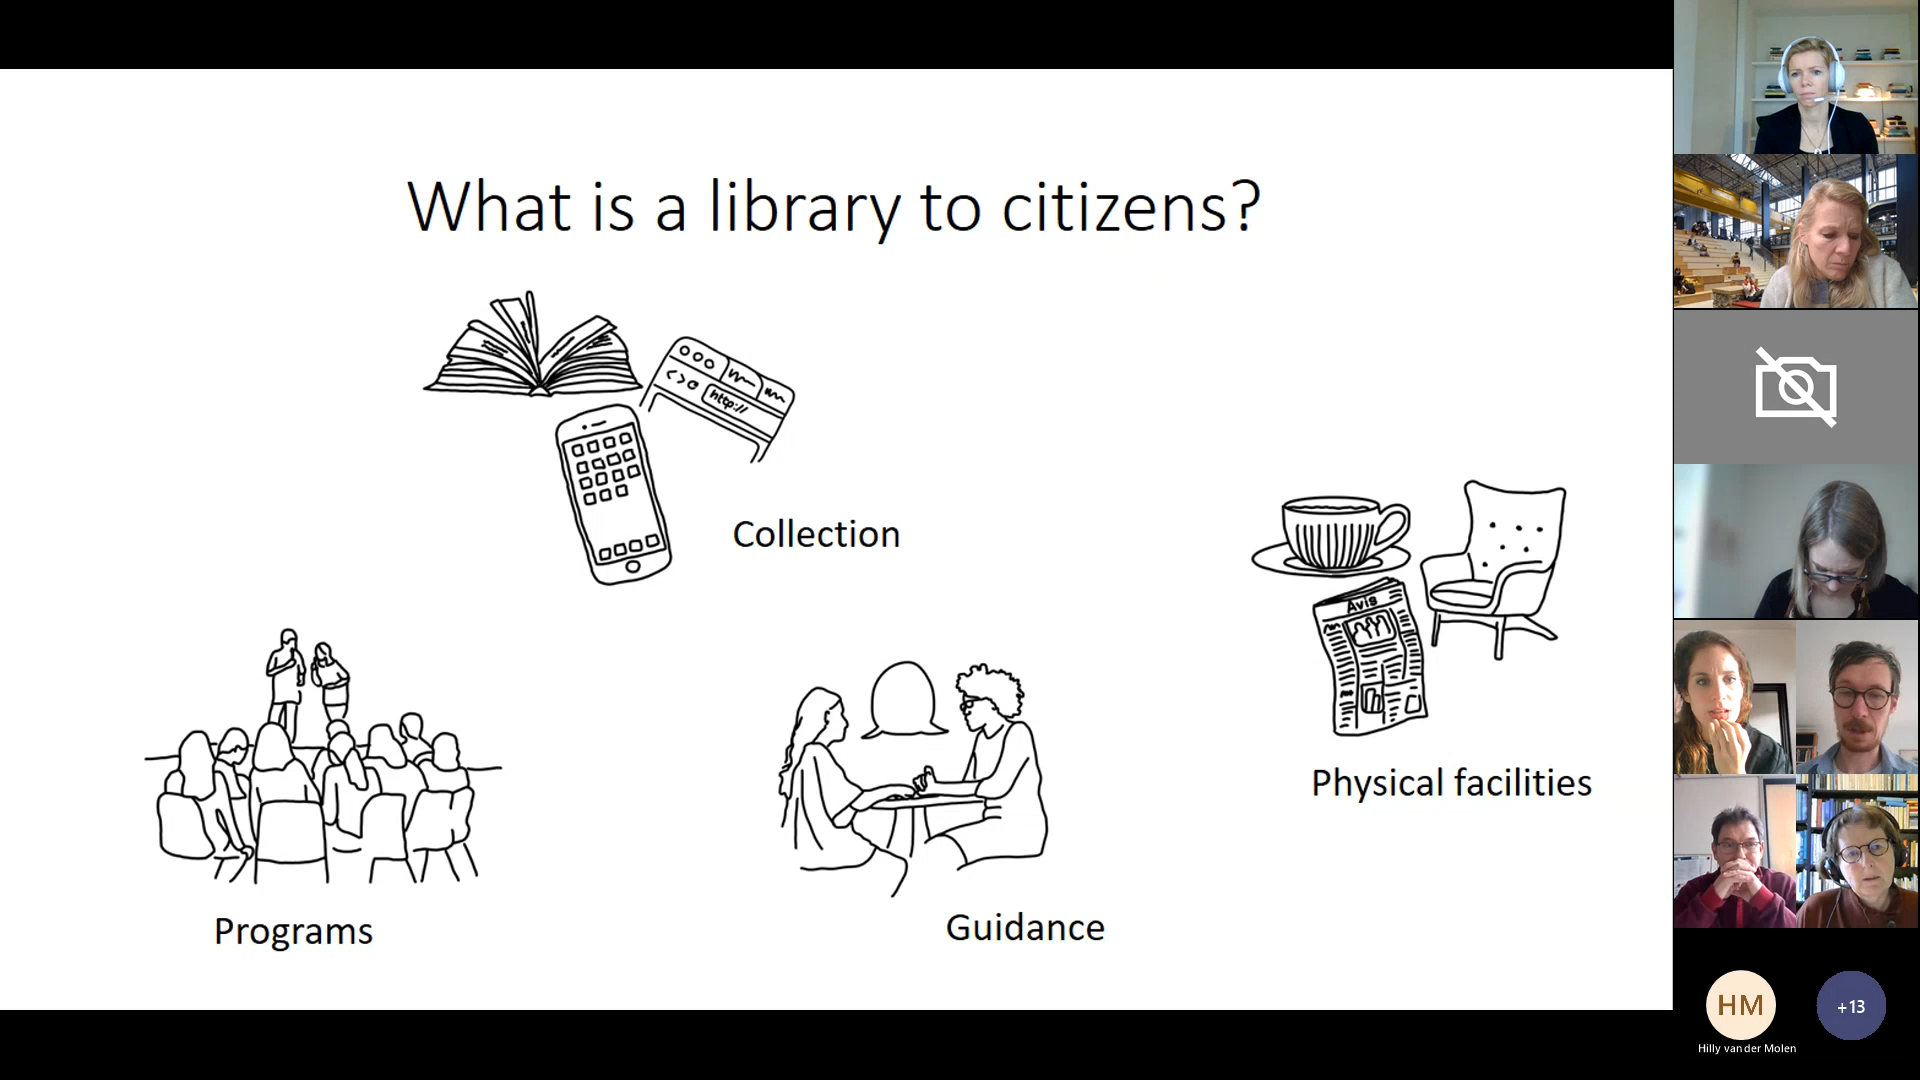 What is a library to citizens?
http://
Collection
Avis
Physical facilities
Programs
Guidance
HM
+13
Hilly van der Molen